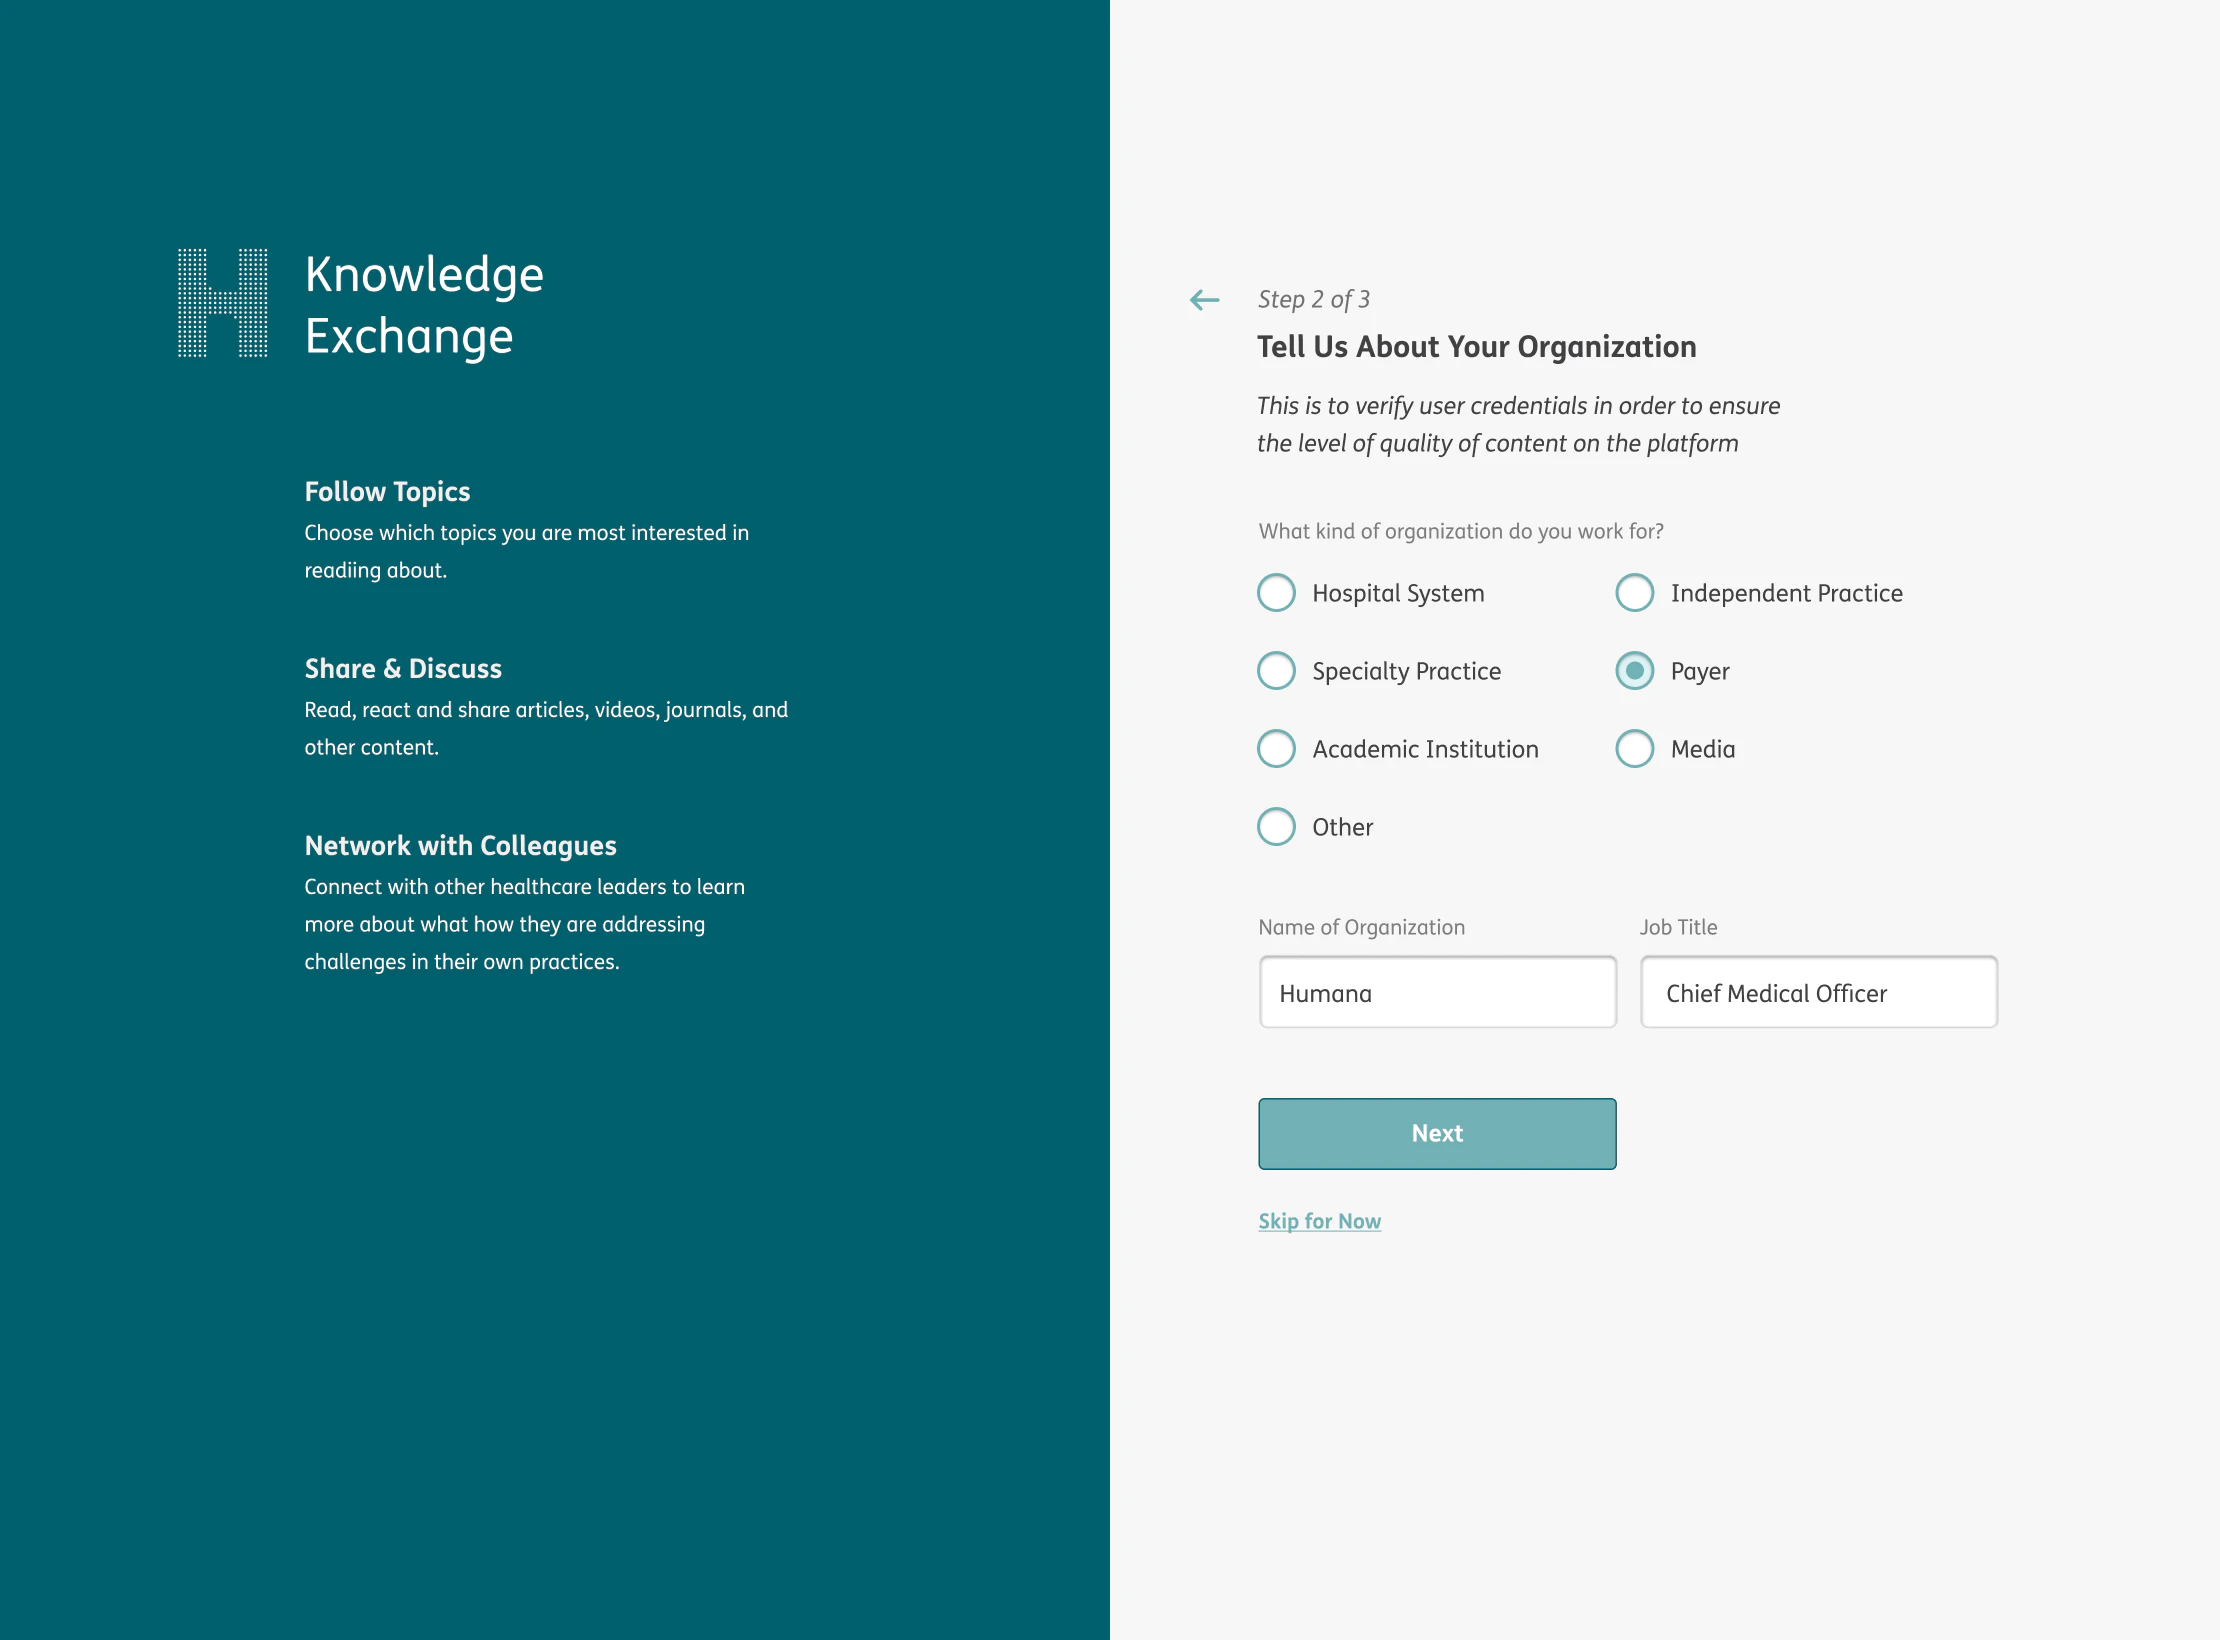 H
Knowledge
Exchange
Follow Topics
Choose which topics you are most interested in
readiing about.
Share & Discuss
Read, react and share articles, videos, journals, and
other content.
Network with Colleagues
Connect with other healthcare leaders to learn
more about what how they are addressing
challenges in their own practices.
Step 2 of 3
Tell Us About Your Organization
This is to verify user credentials in order to ensure
the level of quality of content on the platform
What kind of organization do you work for?
Hospital System
Independent Practice
Specialty Practice
Payer
Academic Institution
Media
Other
Name of Organization
Job Title
Humana
Chief Medical Officer
Next
Skip for Now